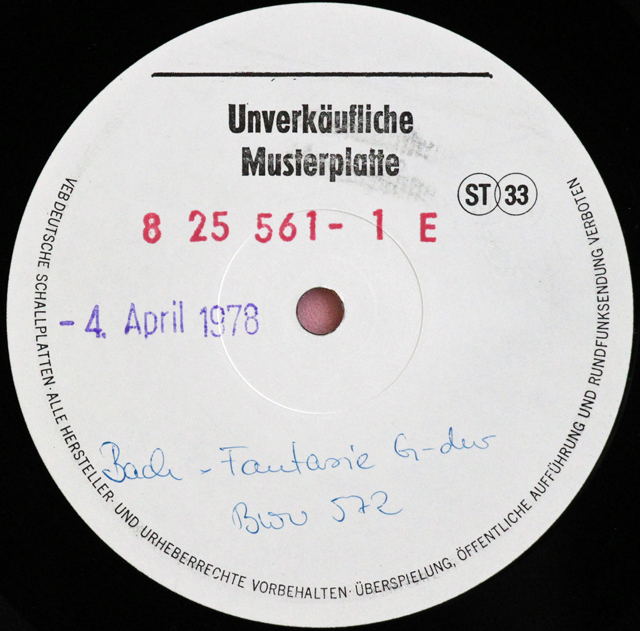 Unverkäufliche
Musterplatte
ST 33
8 25 561- 1 E
- 4. April 1978
Bach - Fantasie G-dur
BWV 572
VEB DEUTSCHE SCHALLPLATTEN · ALLE HERSTELLER- UND URHEBERRECHTE VORBEHALTEN · ÜBERSPIELUNG, ÖFFENTLICHE AUFFÜHRUNG UND RUNDFUNKSENDUNG VERBOTEN